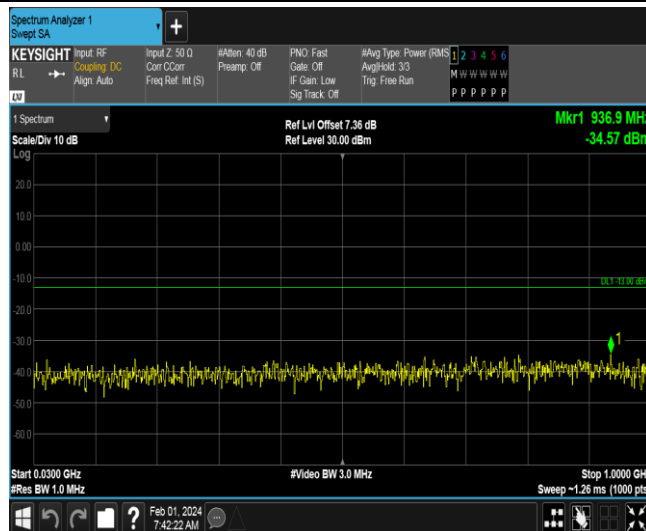 Spectrum Analyzer 1
Swept SA
+
KEYSIGHT Input: RF Input Z: 50 Ω #Atten: 40 dB PNO: Fast #Avg Type: Power (RMS 1 2 3 4 5 6
RL Coupling: DC Corr CCorr Preamp: Off Gate: Off Avg|Hold: 3/3 M W W W W W
Align: Auto Freq Ref: Int (S) IF Gain: Low Trig: Free Run
Sig Track: Off P P P P P P
1 Spectrum Ref Lvl Offset 7.36 dB Mkr1 936.9 MHz
Scale/Div 10 dB Ref Level 30.00 dBm -34.57 dBm
Log
20.0
10.0
0.00
-10.0 DL1 -13.00 dBm
-20.0
-30.0 1
-40.0
-50.0
-60.0
Start 0.0300 GHz #Video BW 3.0 MHz Stop 1.0000 GHz
#Res BW 1.0 MHz Sweep ~1.26 ms (1000 pts
? Feb 01, 2024
7:42:22 AM